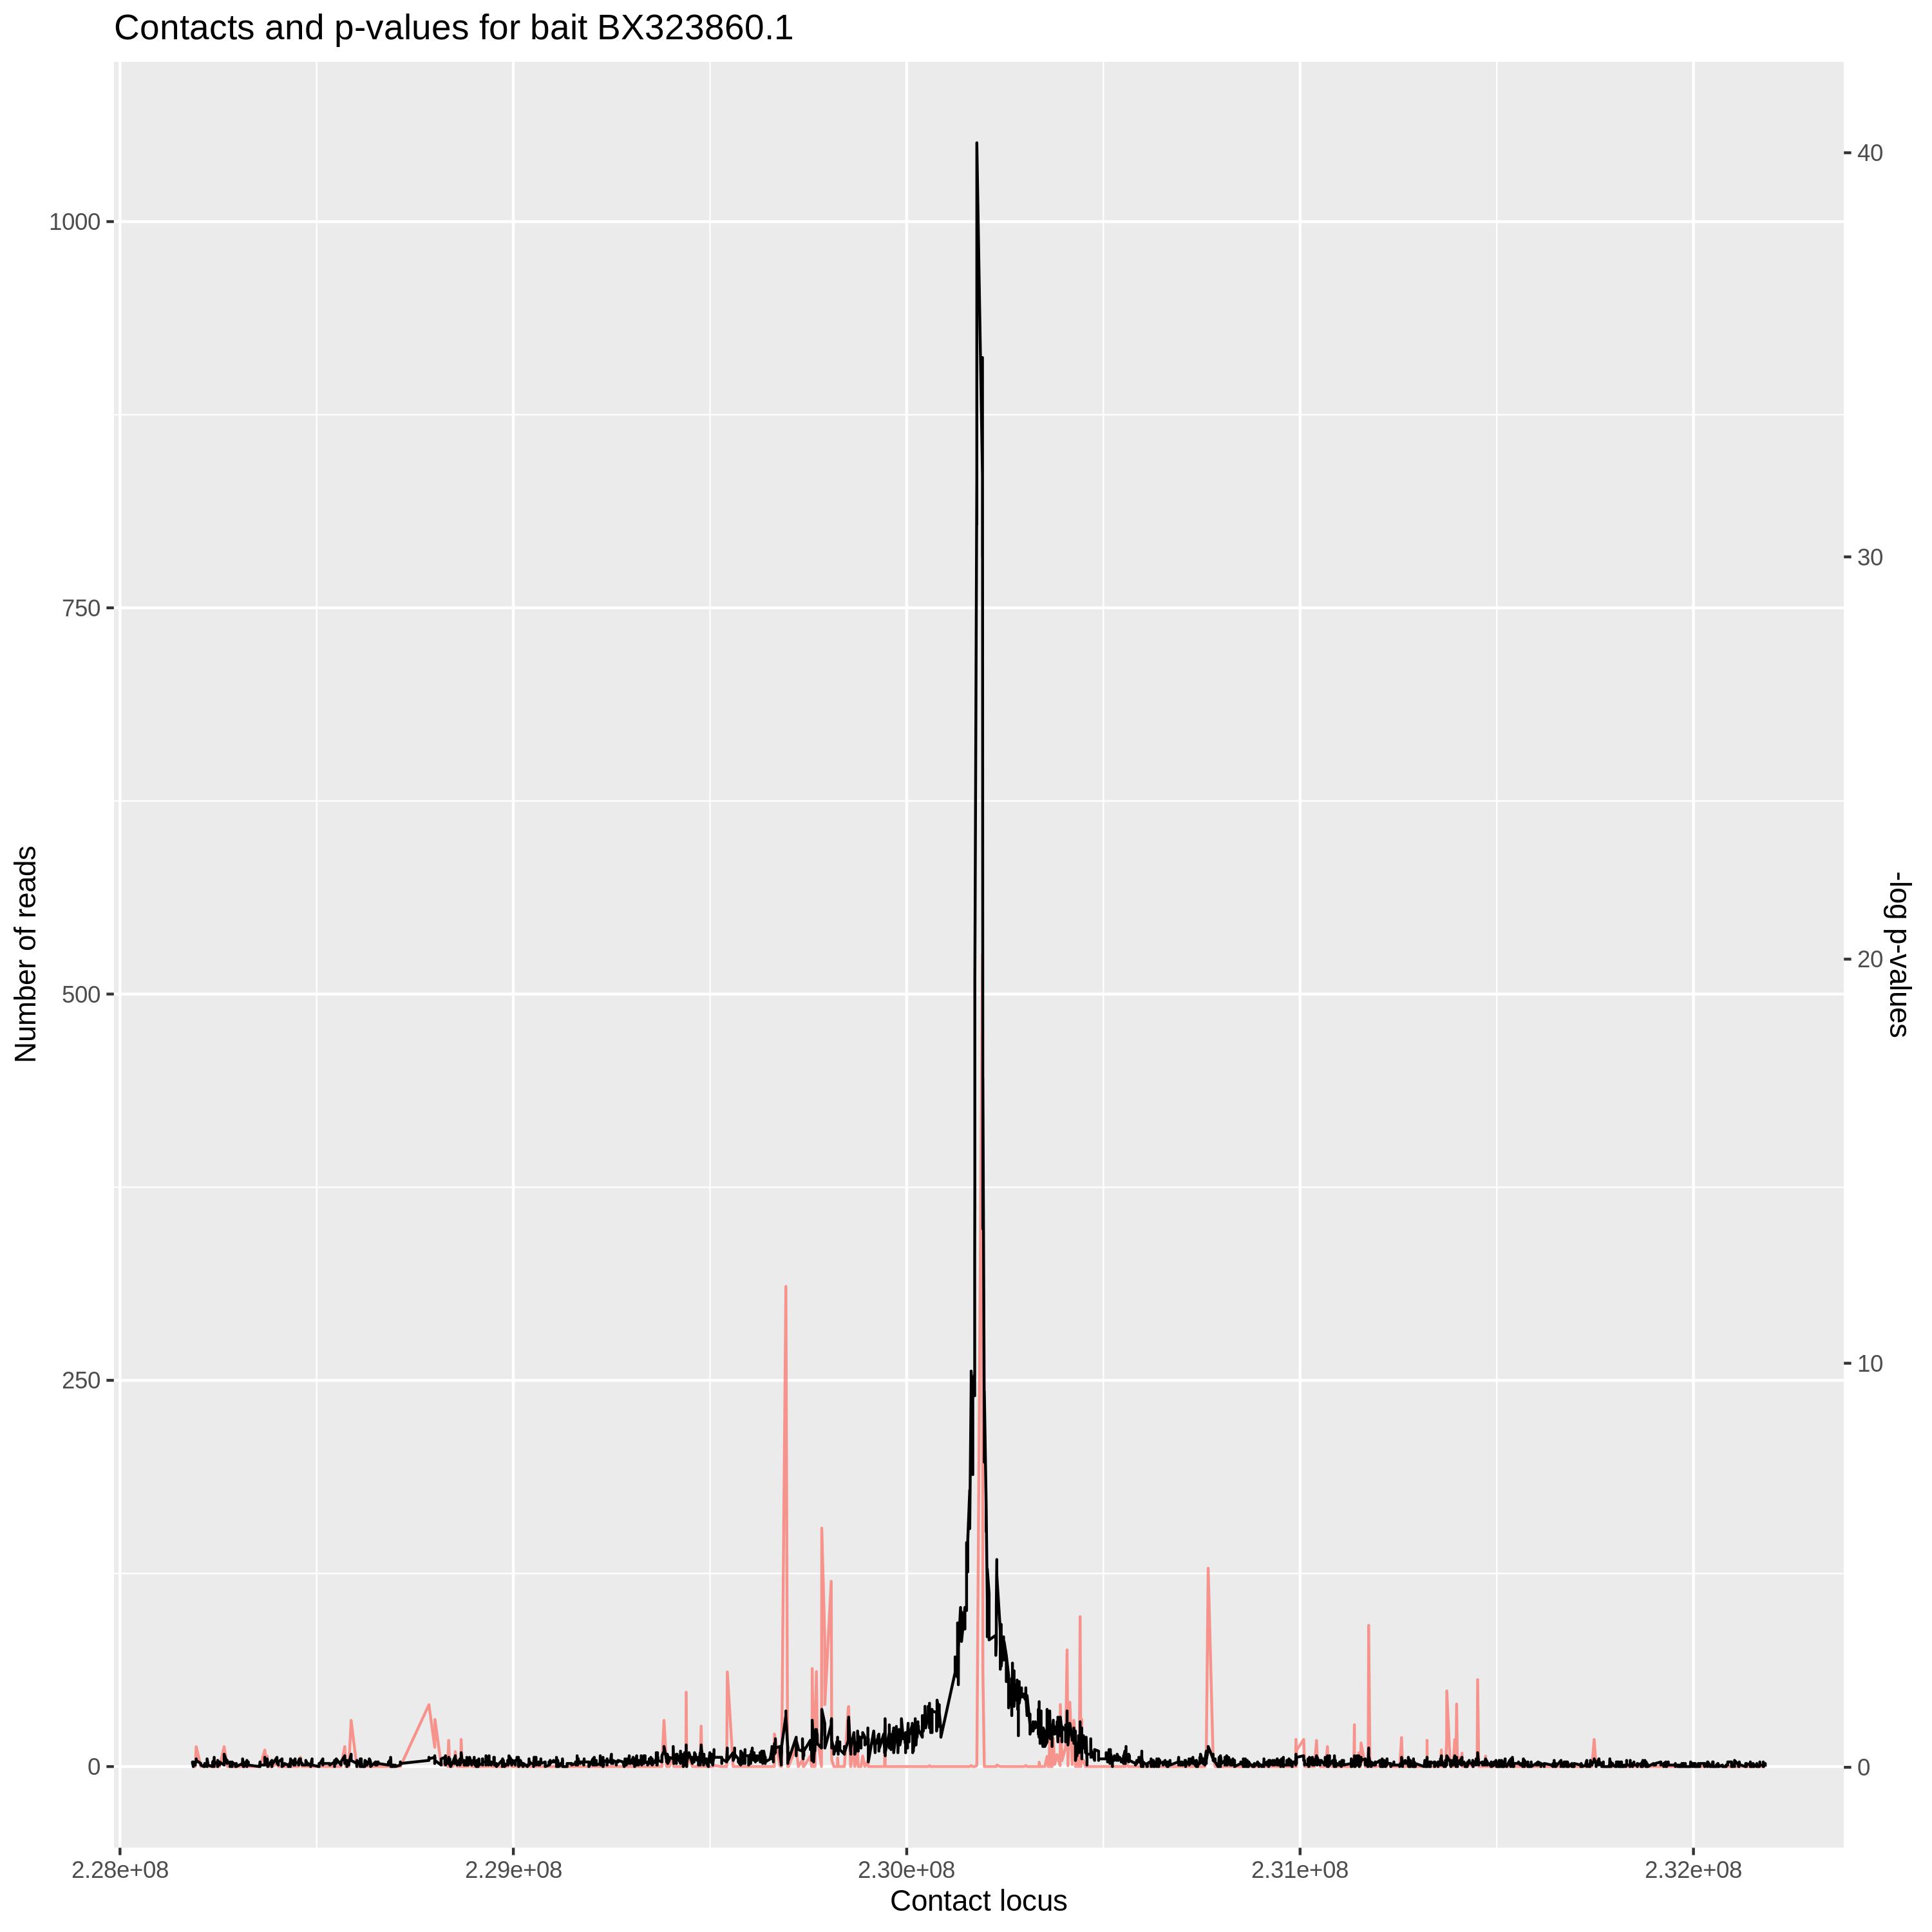 Contacts and p-values for bait BX323860.1
1000
750
500
250
0
Number of reads
40
30
20
10
0
-log p-values
2.28e+08
2.29e+08
2.30e+08
2.31e+08
2.32e+08
Contact locus